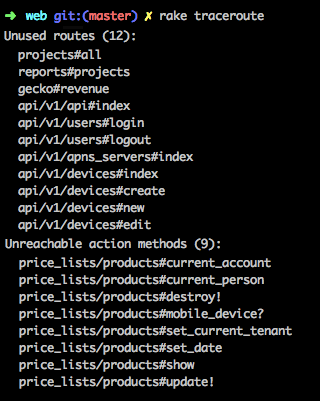 ➜ web git:(master) ✗ rake traceroute
Unused routes (12):
projects#all
reports#projects
gecko#revenue
api/v1/api#index
api/v1/users#login
api/v1/users#logout
api/v1/apns_servers#index
api/v1/devices#index
api/v1/devices#create
api/v1/devices#new
api/v1/devices#edit
Unreachable action methods (9):
price_lists/products#current_account
price_lists/products#current_person
price_lists/products#destroy!
price_lists/products#mobile_device?
price_lists/products#set_current_tenant
price_lists/products#set_date
price_lists/products#show
price_lists/products#update!